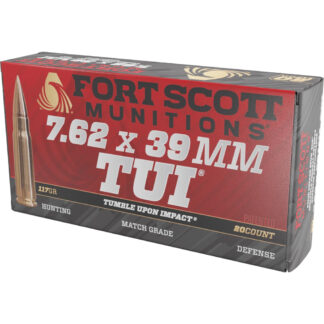 FORT SCOTT
MUNITIONS®
7.62 x 39 MM
TUI®
TUMBLE UPON IMPACT®
117GR
20COUNT
HUNTING
MATCH GRADE
DEFENSE